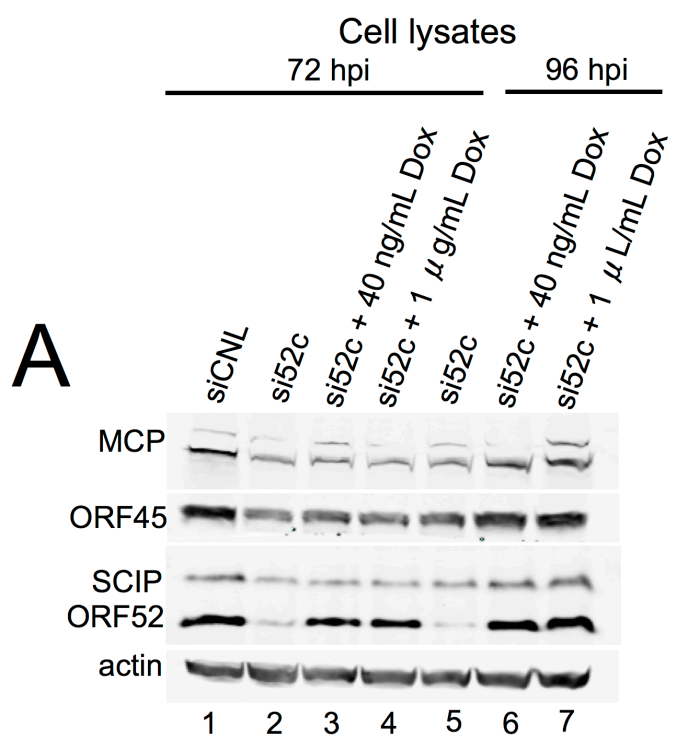 Cell lysates
72 hpi 96 hpi
A
siCNL
si52c
si52c + 40 ng/mL Dox
si52c + 1 μg/mL Dox
si52c
si52c + 40 ng/mL Dox
si52c + 1 μL/mL Dox
MCP
ORF45
SCIP
ORF52
actin
1 2 3 4 5 6 7